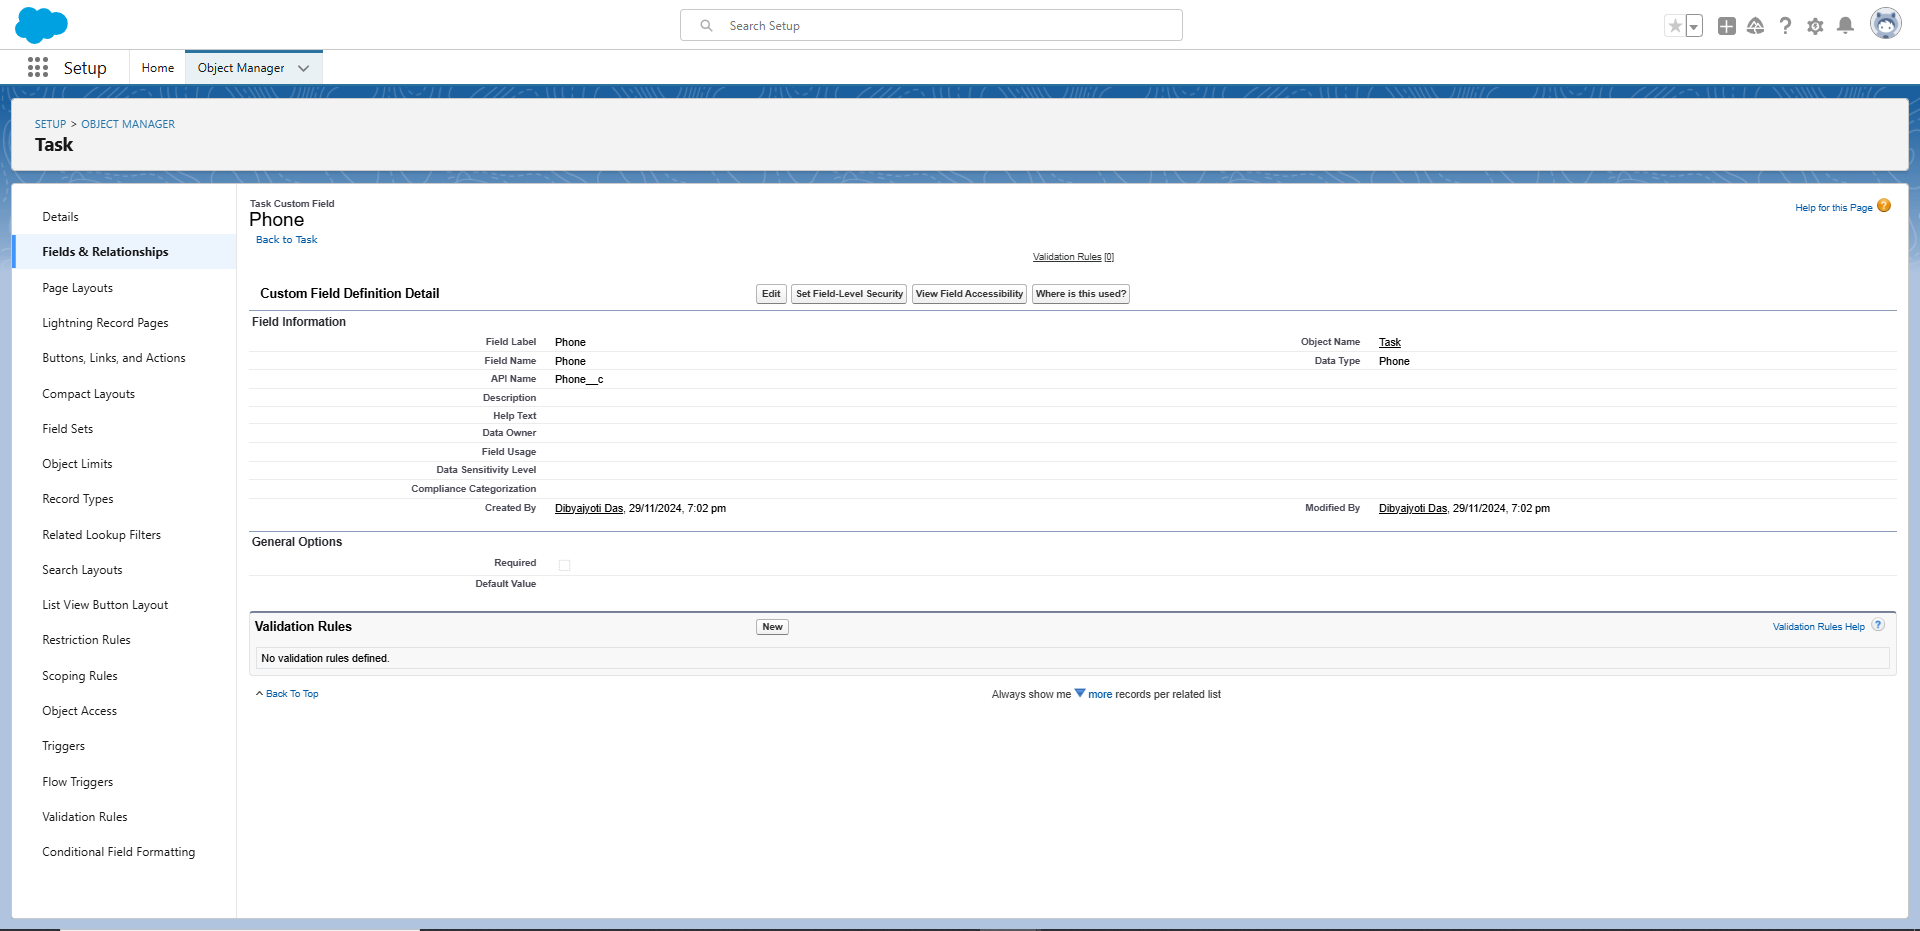 Search Setup
Setup
Home
Object Manager
SETUP > OBJECT MANAGER
Task
Details
Fields & Relationships
Page Layouts
Lightning Record Pages
Buttons, Links, and Actions
Compact Layouts
Field Sets
Object Limits
Record Types
Related Lookup Filters
Search Layouts
List View Button Layout
Restriction Rules
Scoping Rules
Object Access
Triggers
Flow Triggers
Validation Rules
Conditional Field Formatting
Task Custom Field
Phone
Back to Task
Help for this Page ?
Validation Rules [0]
Custom Field Definition Detail
Edit Set Field-Level Security View Field Accessibility Where is this used?
Field Information
Field Label Phone Object Name Task
Field Name Phone Data Type Phone
API Name Phone__c
Description
Help Text
Data Owner
Field Usage
Data Sensitivity Level
Compliance Categorization
Created By Dibyajyoti Das, 29/11/2024, 7:02 pm Modified By Dibyajyoti Das, 29/11/2024, 7:02 pm
General Options
Required
Default Value
Validation Rules New Validation Rules Help ?
No validation rules defined.
Back To Top
Always show me more records per related list